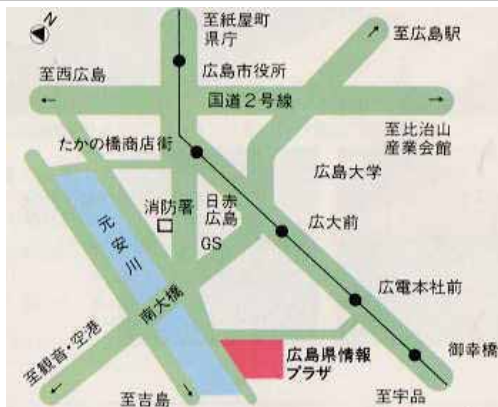 N
至紙屋町
県庁
至広島駅
広島市役所
至西広島
国道2号線
至比治山
産業会館
たかの橋商店街
広島大学
消防署
日赤
広島
元安川
広大前
GS
南大橋
広電本社前
至観音・空港
広島県情報
プラザ
御幸橋
至吉島
至宇品